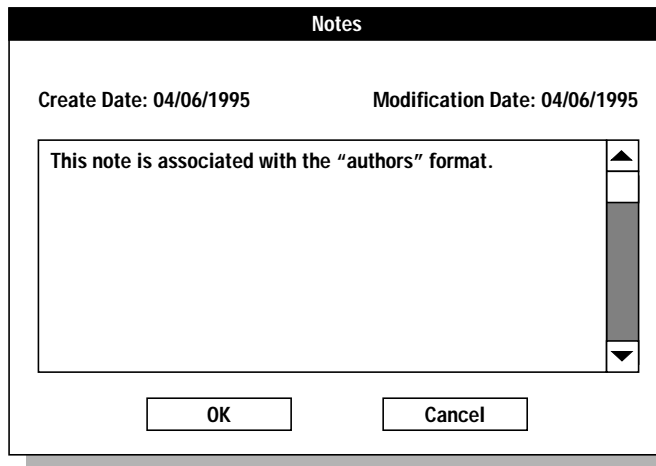 Notes
Create Date: 04/06/1995 Modification Date: 04/06/1995
This note is associated with the “authors” format.
OK Cancel